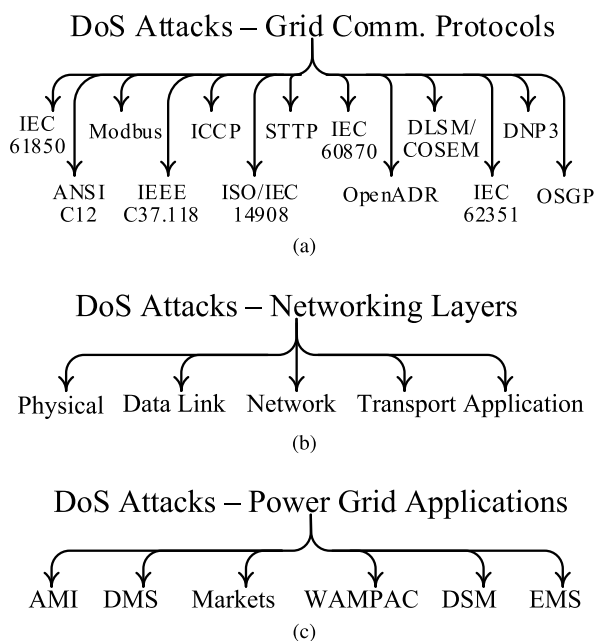 DoS Attacks – Grid Comm. Protocols
IEC
61850
Modbus
ICCP
STTP
IEC
60870
DLSM/
COSEM
DNP3
ANSI
C12
IEEE
C37.118
ISO/IEC
14908
OpenADR
IEC
62351
OSGP
(a)
DoS Attacks – Networking Layers
Physical Data Link Network Transport Application
(b)
DoS Attacks – Power Grid Applications
AMI DMS Markets WAMPAC DSM EMS
(c)